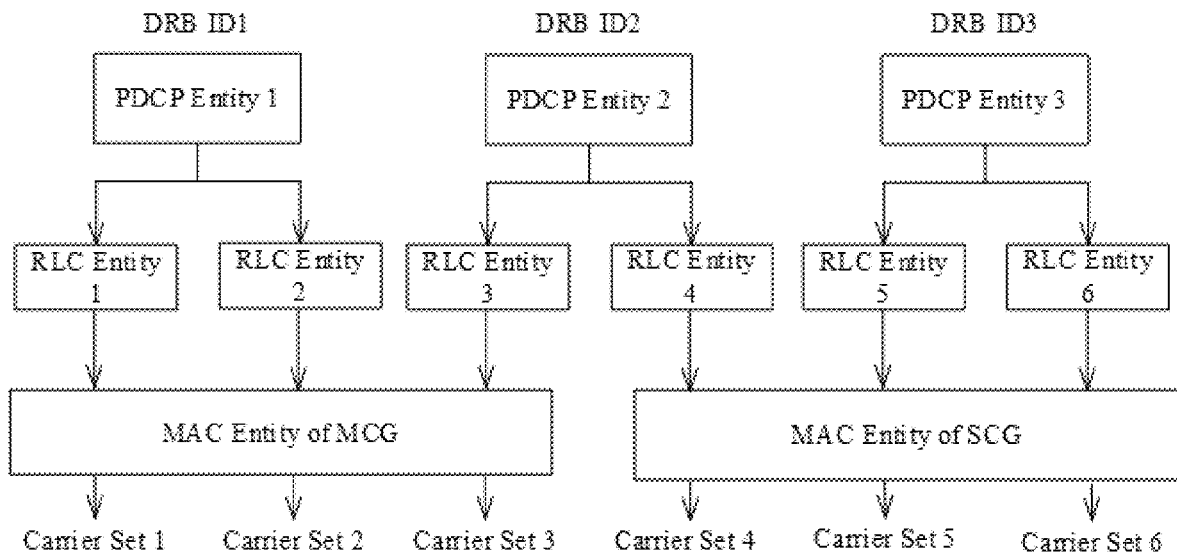 DRB ID1
DRB ID2
DRB ID3
PDCP Entity 1
PDCP Entity 2
PDCP Entity 3
RLC Entity
1
RLC Entity
2
RLC Entity
3
RLC Entity
4
RLC Entity
5
RLC Entity
6
MAC Entity of MCG
MAC Entity of SCG
Carrier Set 1
Carrier Set 2
Carrier Set 3
Carrier Set 4
Carrier Set 5
Carrier Set 6